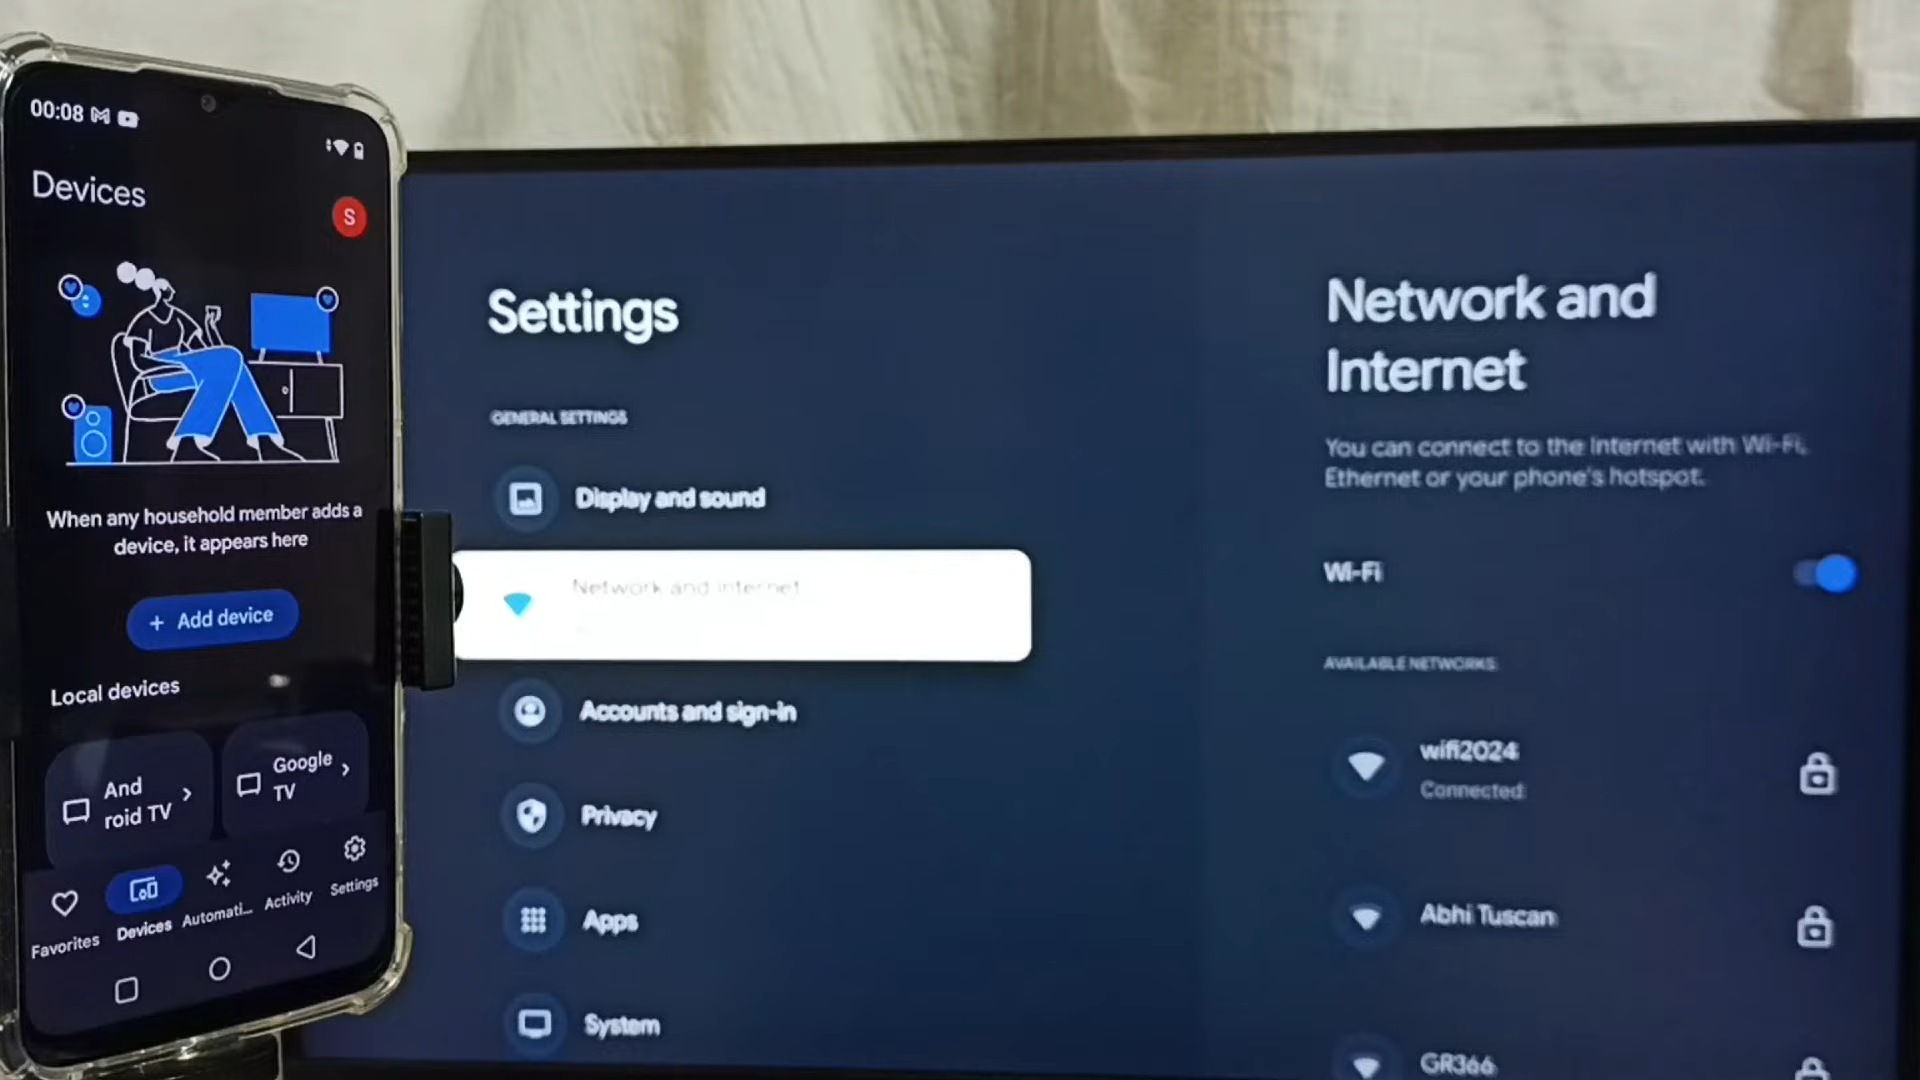 00:08
Devices
S
When any household member adds a
device, it appears here
+ Add device
Local devices
And
roid TV
Google
TV
Favorites
Devices
Automati...
Activity
Settings
Settings
GENERAL SETTINGS
Display and sound
Network and internet
Accounts and sign-in
Privacy
Apps
System
Network and
Internet
You can connect to the Internet with Wi-Fi,
Ethernet or your phone's hotspot.
Wi-Fi
AVAILABLE NETWORKS
wifi2024
Connected
Abhi Tuscan
GR366